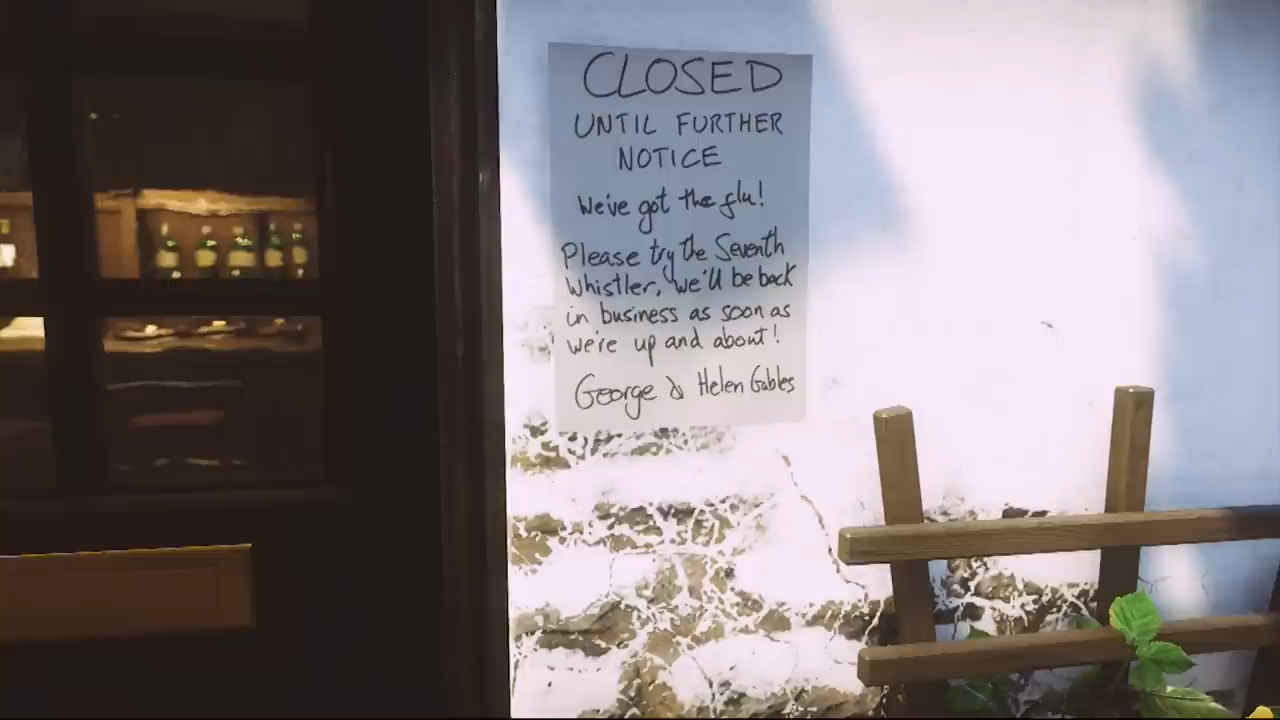 CLOSED
UNTIL FURTHER
NOTICE
We've got the flu!
Please try the Seventh
Whistler, we'll be back
in business as soon as
we're up and about!
George & Helen Gables